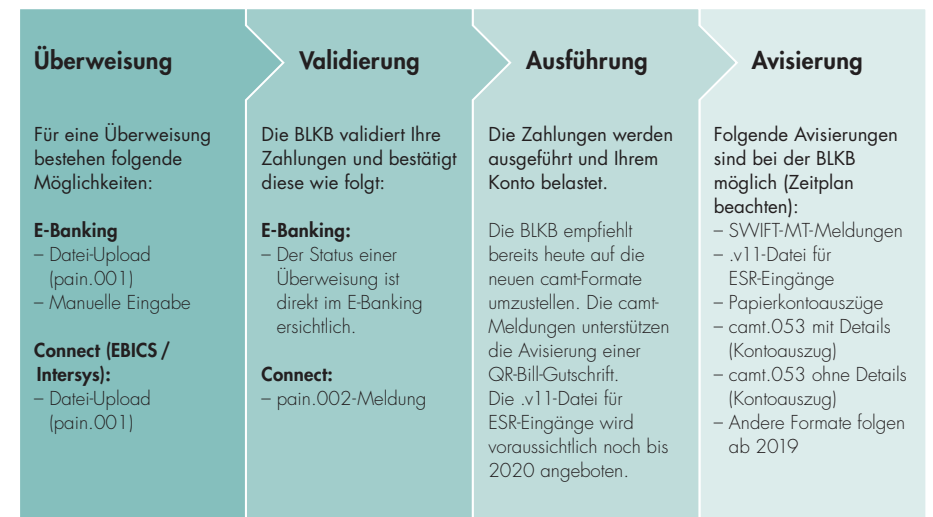 Überweisung
Für eine Überweisung
bestehen folgende
Möglichkeiten:
E-Banking
– Datei-Upload
(pain.001)
– Manuelle Eingabe
Connect (EBICS /
Intersys):
– Datei-Upload
(pain.001)
Validierung
Die BLKB validiert Ihre
Zahlungen und bestätigt
diese wie folgt:
E-Banking:
– Der Status einer
Überweisung ist
direkt im E-Banking
ersichtlich.
Connect:
– pain.002-Meldung
Ausführung
Die Zahlungen werden
ausgeführt und Ihrem
Konto belastet.
Die BLKB empfiehlt
bereits heute auf die
neuen camt-Formate
umzustellen. Die camt-
Meldungen unterstützen
die Avisierung einer
QR-Bill-Gutschrift.
Die .v11-Datei für
ESR-Eingänge wird
voraussichtlich noch bis
2020 angeboten.
Avisierung
Folgende Avisierungen
sind bei der BLKB
möglich (Zeitplan
beachten):
– SWIFT-MT-Meldungen
– .v11-Datei für
ESR-Eingänge
– Papierkontoauszüge
– camt.053 mit Details
(Kontoauszug)
– camt.053 ohne Details
(Kontoauszug)
– Andere Formate folgen
ab 2019